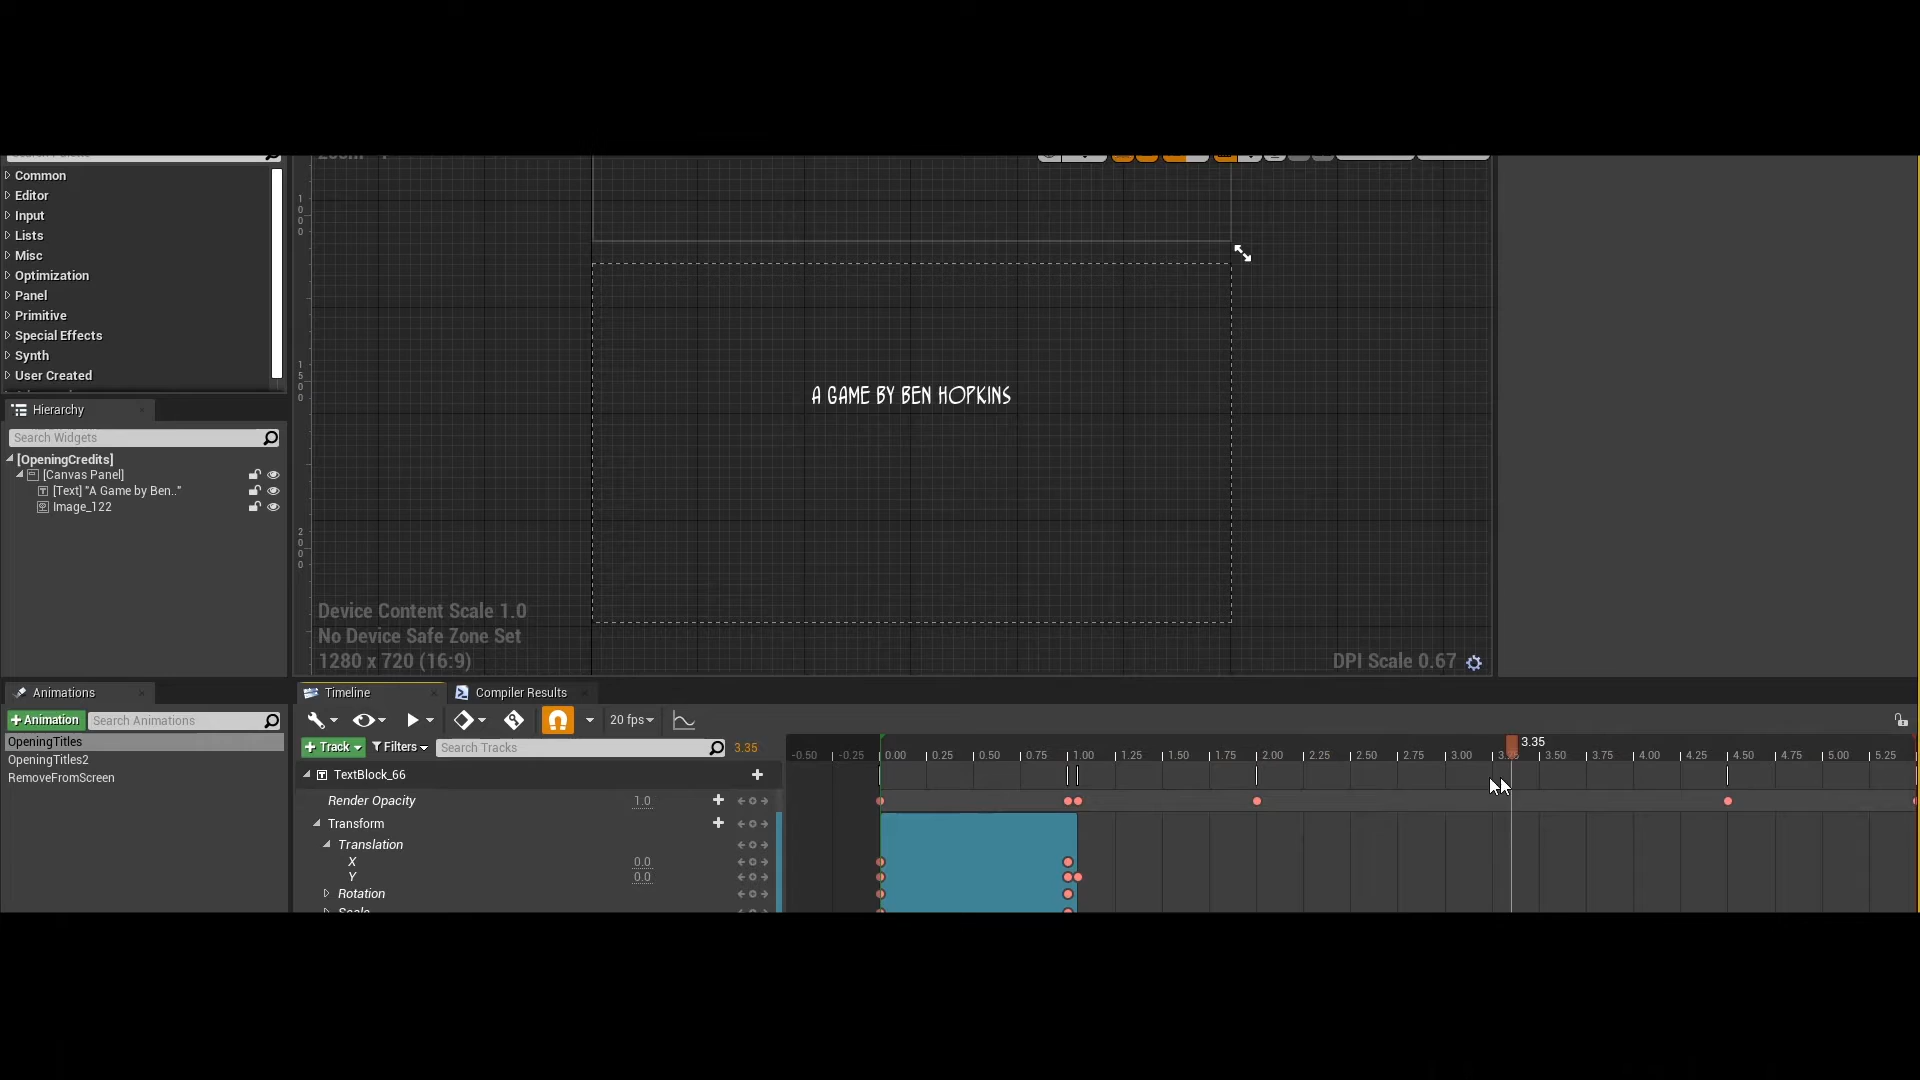 Common
Editor
Input
Lists
Misc
Optimization
Panel
Primitive
Special Effects
Synth
User Created
Hierarchy
Search Widgets
[OpeningCredits]
[Canvas Panel]
[Text] "A Game by Ben.."
Image_122
1000
1500
2000
A GAME BY BEN HOPKINS
Device Content Scale 1.0
No Device Safe Zone Set
1280 x 720 (16:9)
DPI Scale 0.67
Animations
+Animation
Search Animations
OpeningTitles
OpeningTitles2
RemoveFromScreen
Timeline
Compiler Results
20 fps
+ Track
Filters
Search Tracks
3.35
3.35
-0.50 -0.25 0.00 0.25 0.50 0.75 1.00 1.25 1.50 1.75 2.00 2.25 2.50 2.75 3.00 3.50 3.75 4.00 4.25 4.50 4.75 5.00 5.25
TextBlock_66
Render Opacity 1.0
Transform
Translation
X 0.0
Y 0.0
Rotation
Scale